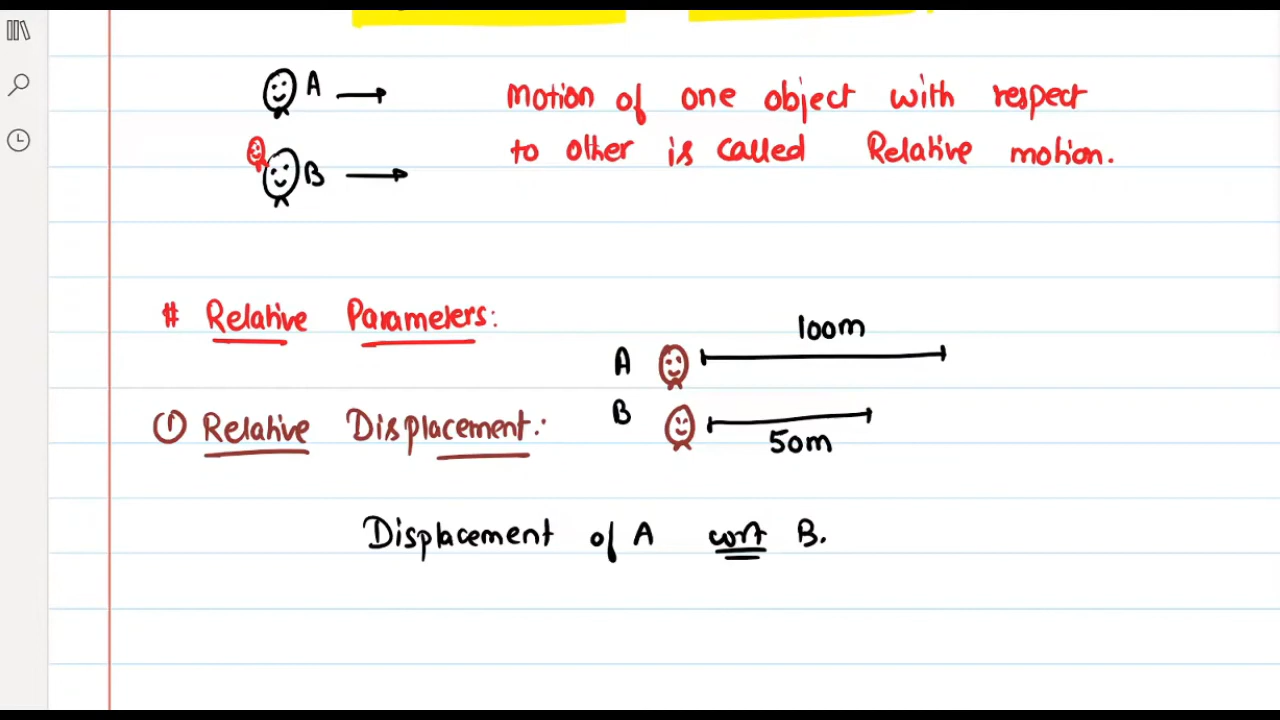 A
Motion of one object with respect
to other is called Relative motion.
B
# Relative Parameters:
100m
A
① Relative Displacement:
B
50m
Displacement of A wrt B.